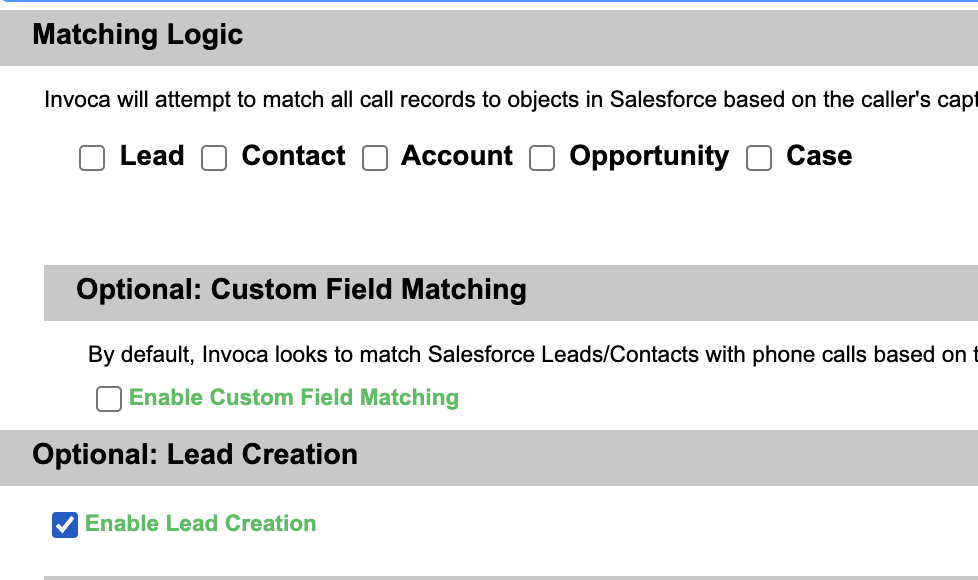 Matching Logic
Invoca will attempt to match all call records to objects in Salesforce based on the caller's
Lead Contact Account Opportunity Case
Optional: Custom Field Matching
By default, Invoca looks to match Salesforce Leads/Contacts with phone calls based on
Enable Custom Field Matching
Optional: Lead Creation
Enable Lead Creation